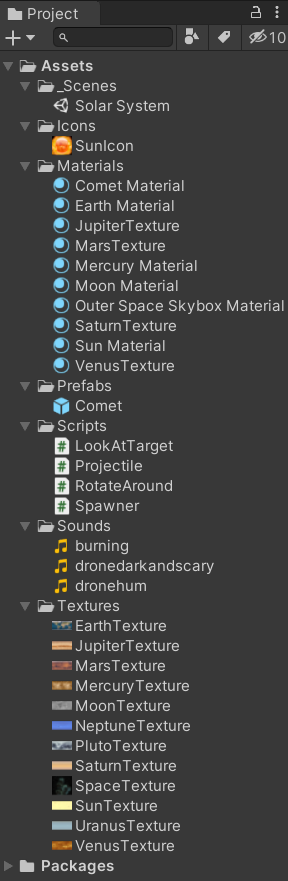 Project
10
Assets
_Scenes
Solar System
Icons
SunIcon
Materials
Comet Material
Earth Material
JupiterTexture
MarsTexture
Mercury Material
Moon Material
Outer Space Skybox Material
SaturnTexture
Sun Material
VenusTexture
Prefabs
Comet
Scripts
LookAtTarget
Projectile
RotateAround
Spawner
Sounds
burning
dronedarkandscary
dronehum
Textures
EarthTexture
JupiterTexture
MarsTexture
MercuryTexture
MoonTexture
NeptuneTexture
PlutoTexture
SaturnTexture
SpaceTexture
SunTexture
UranusTexture
VenusTexture
Packages